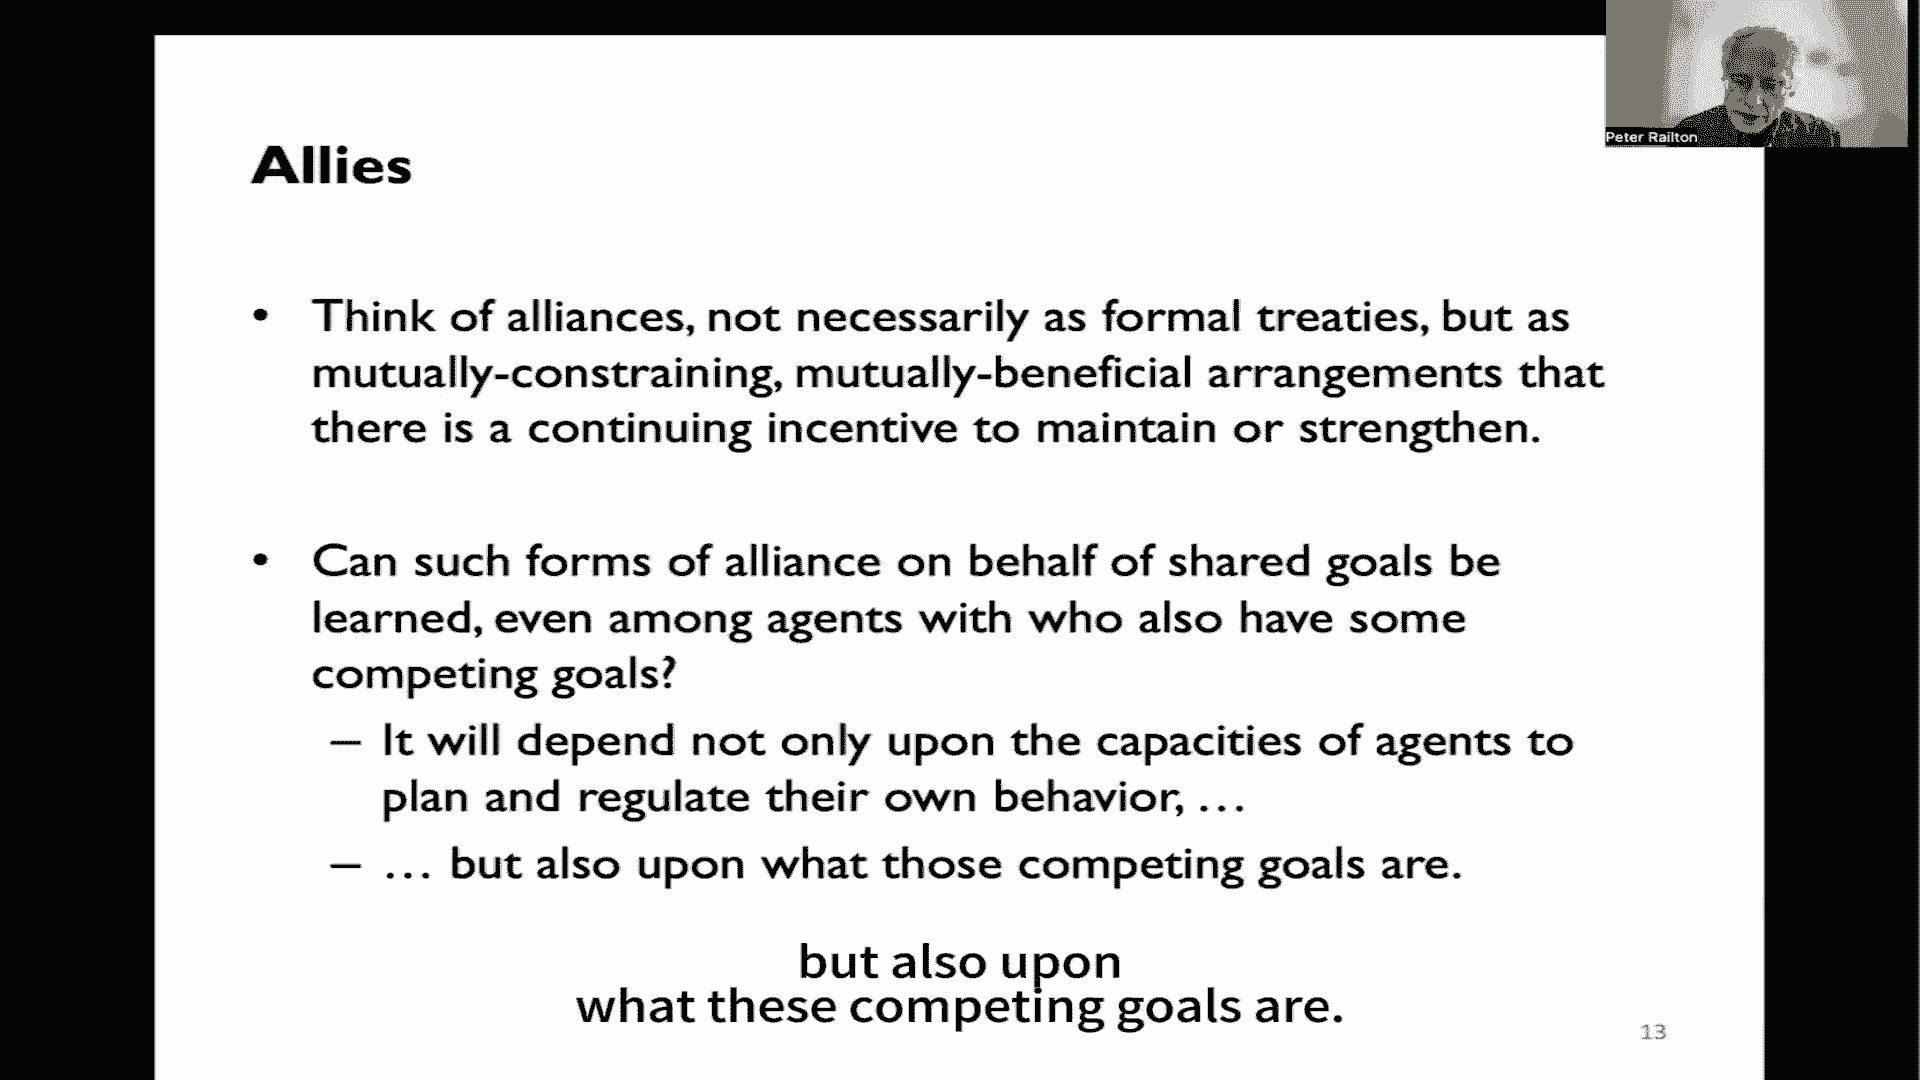 Peter Railton
Allies
• Think of alliances, not necessarily as formal treaties, but as
mutually-constraining, mutually-beneficial arrangements that
there is a continuing incentive to maintain or strengthen.
• Can such forms of alliance on behalf of shared goals be
learned, even among agents with who also have some
competing goals?
– It will depend not only upon the capacities of agents to
plan and regulate their own behavior, …
– … but also upon what those competing goals are.
but also upon
what these competing goals are.
13